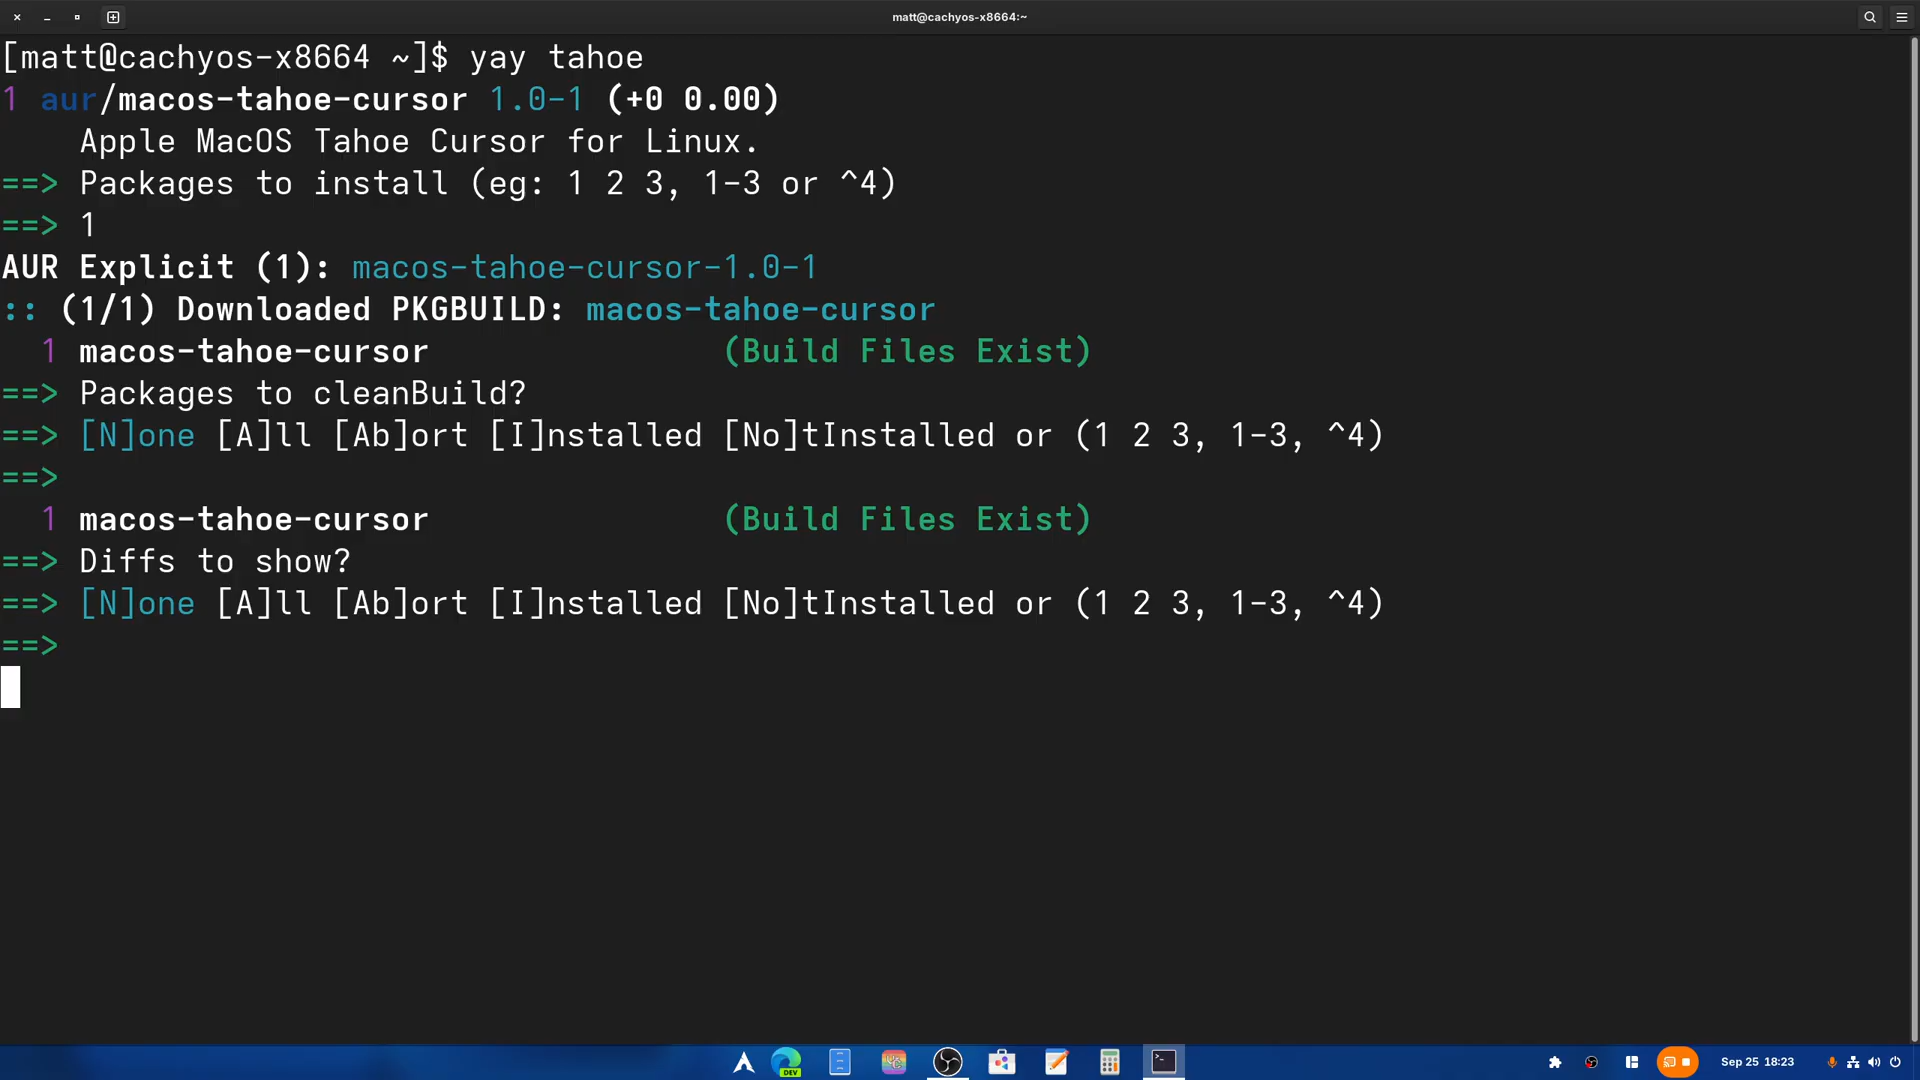 matt@cachyos-x8664:~
[matt@cachyos-x8664 ~]$ yay tahoe
1 aur/macos-tahoe-cursor 1.0-1 (+0 0.00)
Apple MacOS Tahoe Cursor for Linux.
==> Packages to install (eg: 1 2 3, 1-3 or ^4)
==> 1
AUR Explicit (1): macos-tahoe-cursor-1.0-1
:: (1/1) Downloaded PKGBUILD: macos-tahoe-cursor
1 macos-tahoe-cursor (Build Files Exist)
==> Packages to cleanBuild?
==> [N]one [A]ll [Ab]ort [I]nstalled [No]tInstalled or (1 2 3, 1-3, ^4)
==>
1 macos-tahoe-cursor (Build Files Exist)
==> Diffs to show?
==> [N]one [A]ll [Ab]ort [I]nstalled [No]tInstalled or (1 2 3, 1-3, ^4)
==>
DEV
Sep 25 18:23